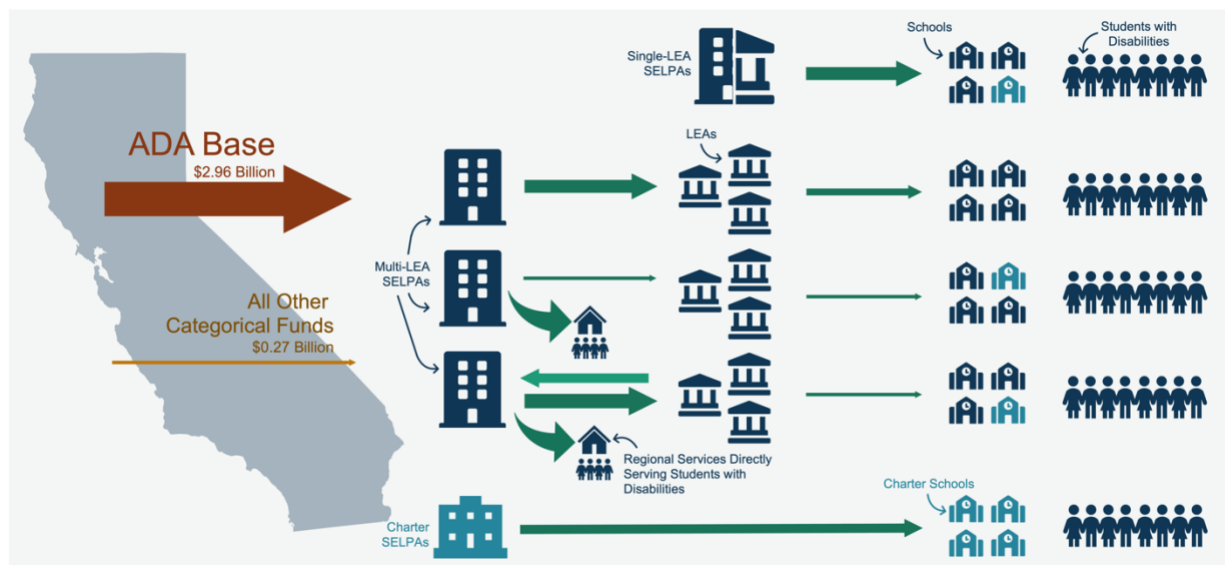 Single-LEA
SELPAs
Schools
Students with
Disabilities
ADA Base
$2.96 Billion
LEAs
Multi-LEA
SELPAs
All Other
Categorical Funds
$0.27 Billion
Regional Services Directly
Serving Students with
Disabilities
Charter Schools
Charter
SELPAs